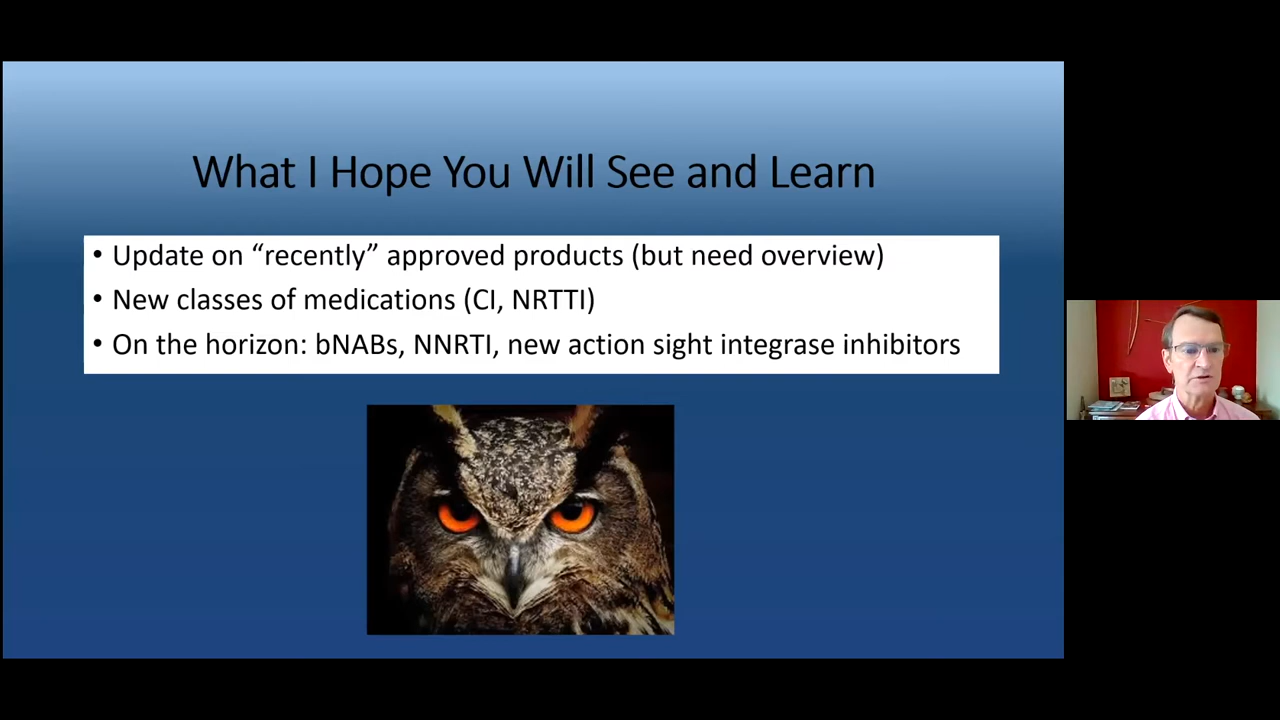 What I Hope You Will See and Learn
• Update on “recently” approved products (but need overview)
• New classes of medications (CI, NRTTI)
• On the horizon: bNABs, NNRTI, new action sight integrase inhibitors